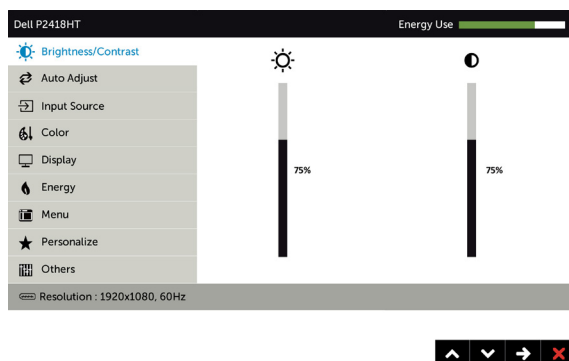 Dell P2418HT
Energy Use
Brightness/Contrast
Auto Adjust
Input Source
Color
Display
Energy
Menu
Personalize
Others
75%
75%
Resolution : 1920x1080, 60Hz